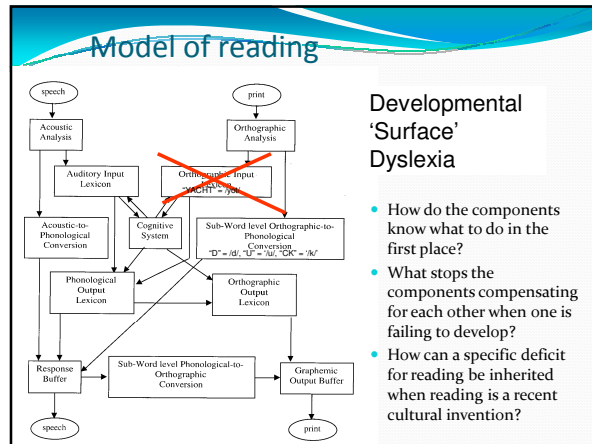 Model of reading
speech
print
Acoustic
Analysis
Orthographic
Analysis
Auditory Input
Lexicon
Orthographic Input
Lexicon
"YACHT" = /yot/
Acoustic-to-
Phonological
Conversion
Cognitive
System
Sub-Word level Orthographic-to-
Phonological
Conversion
"D" = /d/, "U" = '/u/, "CK" = '/k/'
Phonological
Output Lexicon
Orthographic
Output
Lexicon
Response
Buffer
Sub-Word level Phonological-to-
Orthographic
Conversion
Graphemic
Output Buffer
speech
print
Developmental
'Surface'
Dyslexia
• How do the components
know what to do in the
first place?
• What stops the
components compensating
for each other when one is
failing to develop?
• How can a specific deficit
for reading be inherited
when reading is a recent
cultural invention?